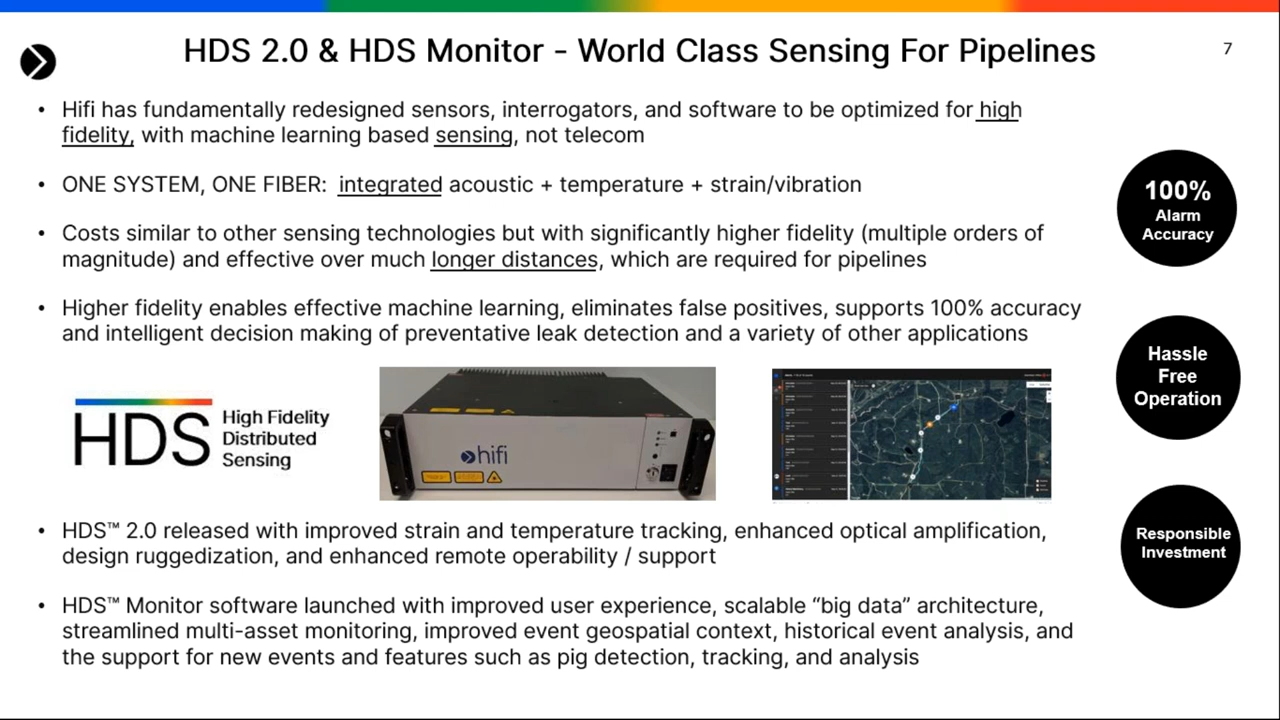 HDS 2.0 & HDS Monitor - World Class Sensing For Pipelines
7
• Hifi has fundamentally redesigned sensors, interrogators, and software to be optimized for high
fidelity, with machine learning based sensing, not telecom
• ONE SYSTEM, ONE FIBER: integrated acoustic + temperature + strain/vibration
• Costs similar to other sensing technologies but with significantly higher fidelity (multiple orders of
magnitude) and effective over much longer distances, which are required for pipelines
• Higher fidelity enables effective machine learning, eliminates false positives, supports 100% accuracy
and intelligent decision making of preventative leak detection and a variety of other applications
100%
Alarm
Accuracy
Hassle
Free
Operation
Responsible
Investment
HDS
High Fidelity
Distributed
Sensing
hifi
• HDS™ 2.0 released with improved strain and temperature tracking, enhanced optical amplification,
design ruggedization, and enhanced remote operability / support
• HDS™ Monitor software launched with improved user experience, scalable “big data” architecture,
streamlined multi-asset monitoring, improved event geospatial context, historical event analysis, and
the support for new events and features such as pig detection, tracking, and analysis